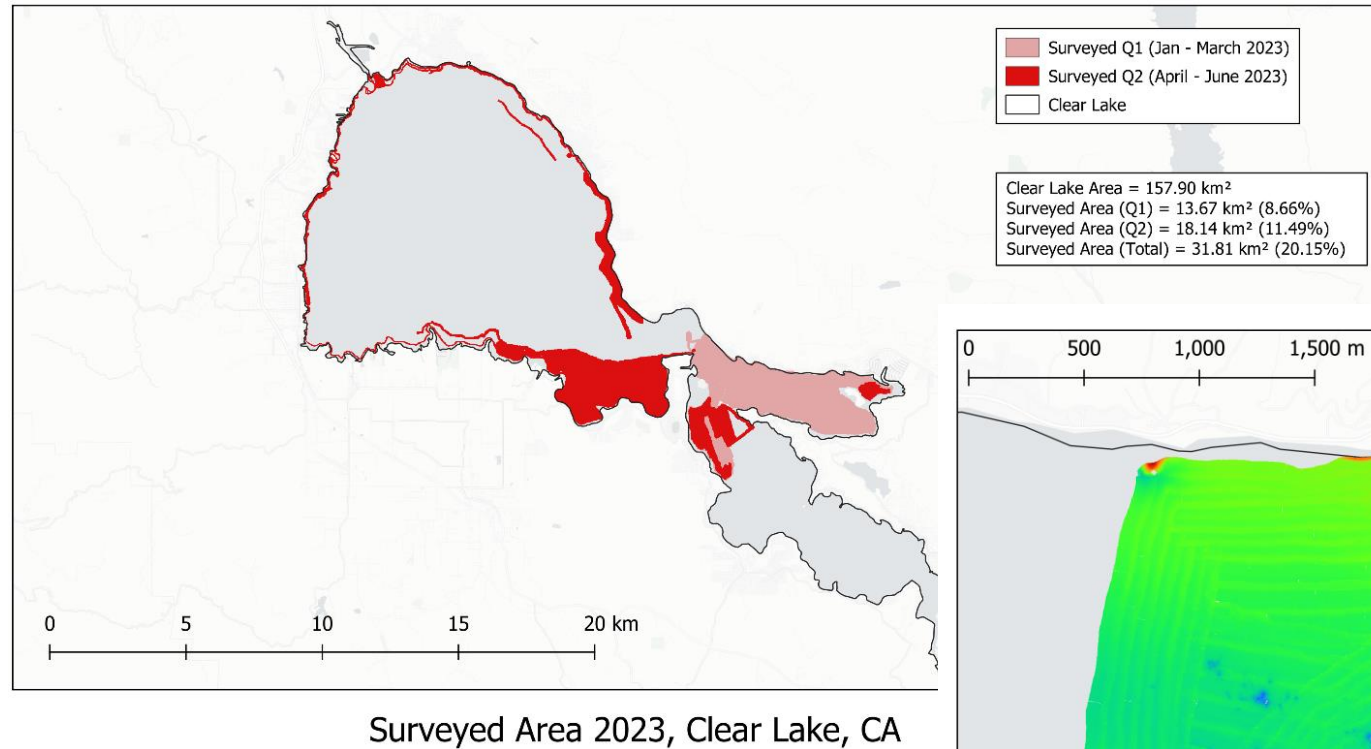 Surveyed Q1 (Jan - March 2023)
Surveyed Q2 (April - June 2023)
Clear Lake
Clear Lake Area = 157.90 km²
Surveyed Area (Q1) = 13.67 km² (8.66%)
Surveyed Area (Q2) = 18.14 km² (11.49%)
Surveyed Area (Total) = 31.81 km² (20.15%)
0 500 1,000 1,500 m
0 5 10 15 20 km
Surveyed Area 2023, Clear Lake, CA